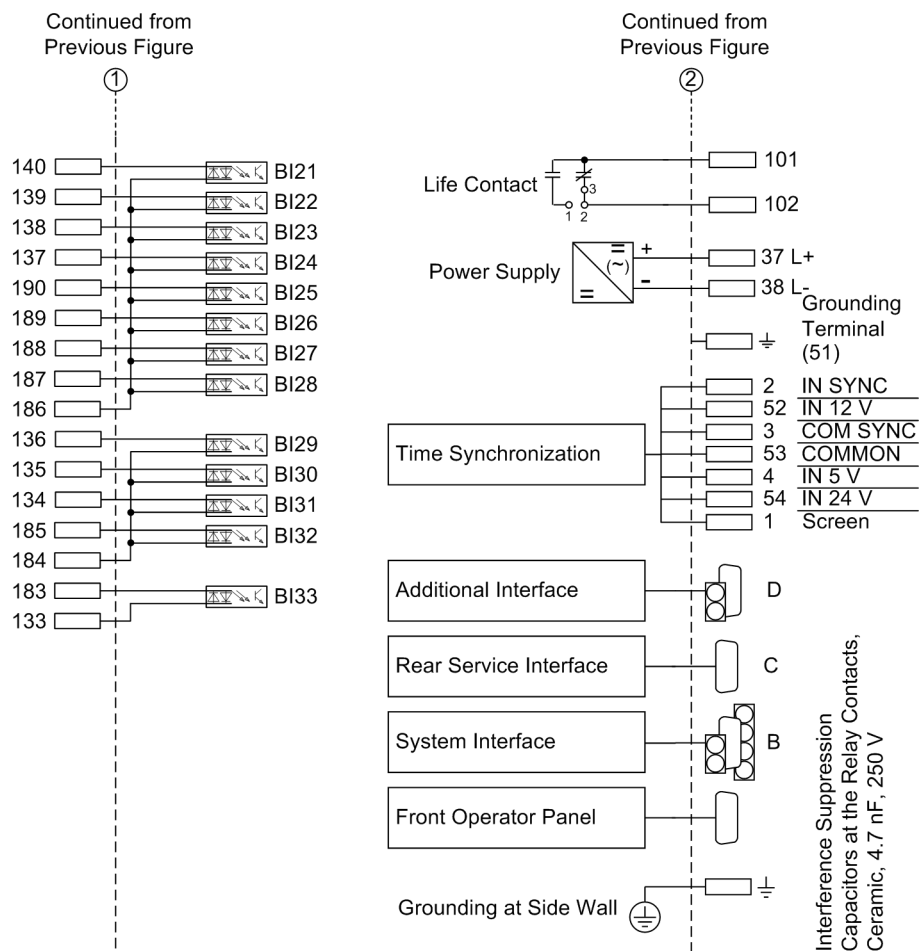 Continued from
Previous Figure
1
140
BI21
139
BI22
138
BI23
137
BI24
190
BI25
189
BI26
188
BI27
187
BI28
186
136
BI29
135
BI30
134
BI31
185
BI32
184
183
BI33
133
Continued from
Previous Figure
2
Life Contact
3
1 2
101
102
Power Supply
=
(~)
=
+
-
37 L+
38 L-
Grounding
Terminal
(51)
Time Synchronization
2 IN SYNC
52 IN 12 V
3 COM SYNC
53 COMMON
4 IN 5 V
54 IN 24 V
1 Screen
Additional Interface
D
Rear Service Interface
C
System Interface
B
Front Operator Panel
Grounding at Side Wall
Interference Suppression
Capacitors at the Relay Contacts,
Ceramic, 4.7 nF, 250 V